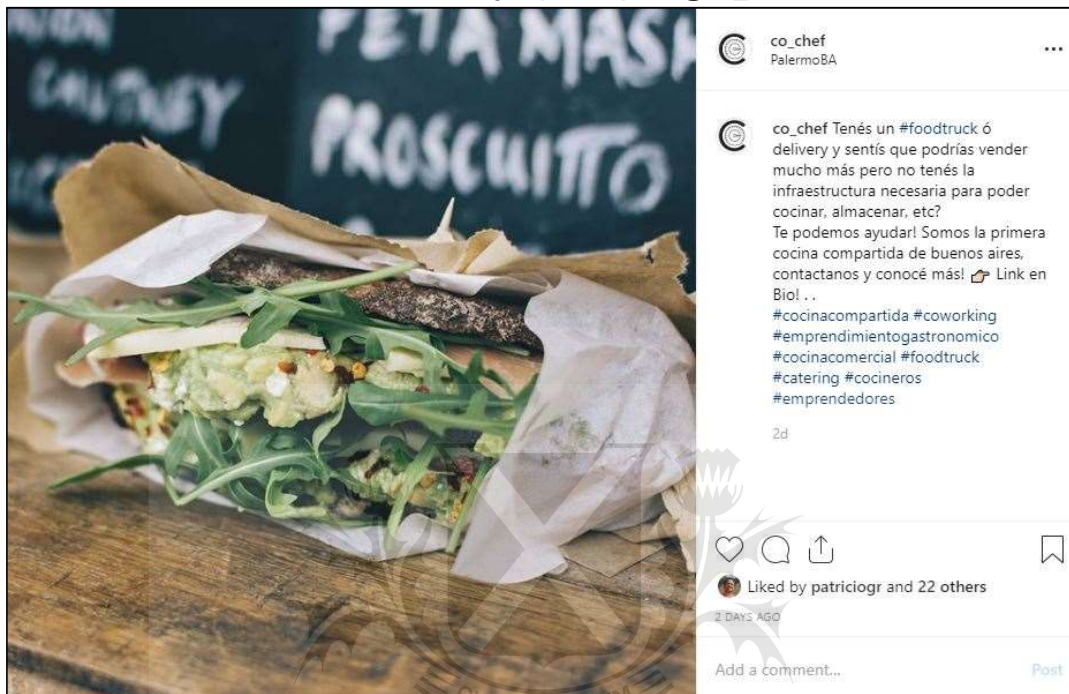 CHUTNEY
FETA MASH
PROSCUITTO
co_chef
PalermoBA
co_chef Tenés un #foodtruck ó
delivery y sentís que podrías vender
mucho más pero no tenés la
infraestructura necesaria para poder
cocinar, almacenar, etc?
Te podemos ayudar! Somos la primera
cocina compartida de buenos aires,
contactanos y conocé más! 👉 Link en
Bio! . .
#cocinacompartida #coworking
#emprendimientogastronomico
#cocinacomercial #foodtruck
#catering #cocineros
#emprendedores
2d
Liked by patriciogr and 22 others
2 DAYS AGO
Add a comment...
Post